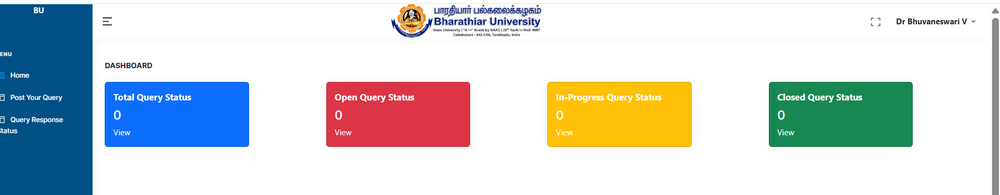 BU
பாரதியார் பல்கலைக்கழகம்
Bharathiar University
State University | "A ++" Grade by NAAC | 21st Rank in MoE-NIRF
Coimbatore - 641 046, Tamilnadu, India
Dr Bhuvaneswari V
ENU
Home
Post Your Query
Query Response
Status
DASHBOARD
Total Query Status
0
View
Open Query Status
0
View
In-Progress Query Status
0
View
Closed Query Status
0
View